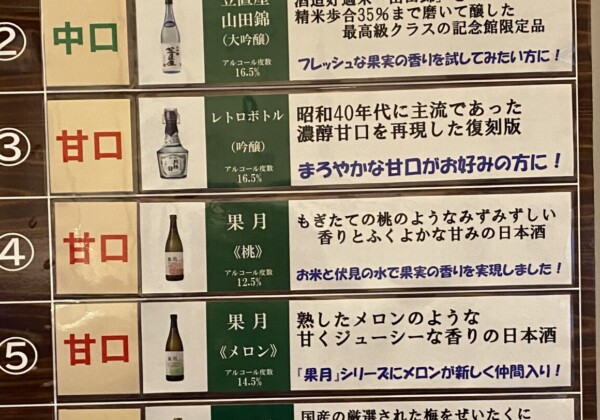 ②
中口
山田錦
(大吟醸)
アルコール度数
16.5%
精米歩合35%まで磨いて醸した
最高級クラスの記念館限定品
フレッシュな果実の香りを試してみたい方に!
③
甘口
レトロボトル
(吟醸)
アルコール度数
16.5%
昭和40年代に主流であった
濃醇甘口を再現した復刻版
まろやかな甘口がお好みの方に!
④
甘口
果月
《桃》
アルコール度数
12.5%
もぎたての桃のようなみずみずしい
香りとふくよかな甘みの日本酒
お米と伏見の水で果実の香りを実現しました!
⑤
甘口
果月
《メロン》
アルコール度数
14.5%
熟したメロンのような
甘くジューシーな香りの日本酒
「果月」シリーズにメロンが新しく仲間入り!
国産の厳選された梅をぜいたくに